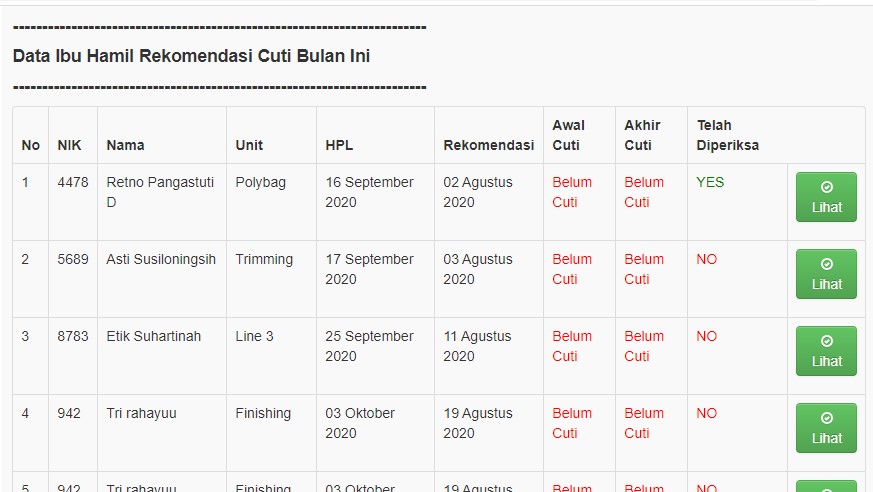 -----------------------------------------------------------------------
Data Ibu Hamil Rekomendasi Cuti Bulan Ini
-----------------------------------------------------------------------
No NIK Nama Unit HPL Rekomendasi Awal Cuti Akhir Cuti Telah Diperiksa
1 4478 Retno Pangastuti D Polybag 16 September 2020 02 Agustus 2020 Belum Cuti Belum Cuti YES Lihat
2 5689 Asti Susiloningsih Trimming 17 September 2020 03 Agustus 2020 Belum Cuti Belum Cuti NO Lihat
3 8783 Etik Suhartinah Line 3 25 September 2020 11 Agustus 2020 Belum Cuti Belum Cuti NO Lihat
4 942 Tri rahayuu Finishing 03 Oktober 2020 19 Agustus 2020 Belum Cuti Belum Cuti NO Lihat
5 942 Tri rahayuu Finishing 03 Oktober 19 Agustus Belum Belum NO